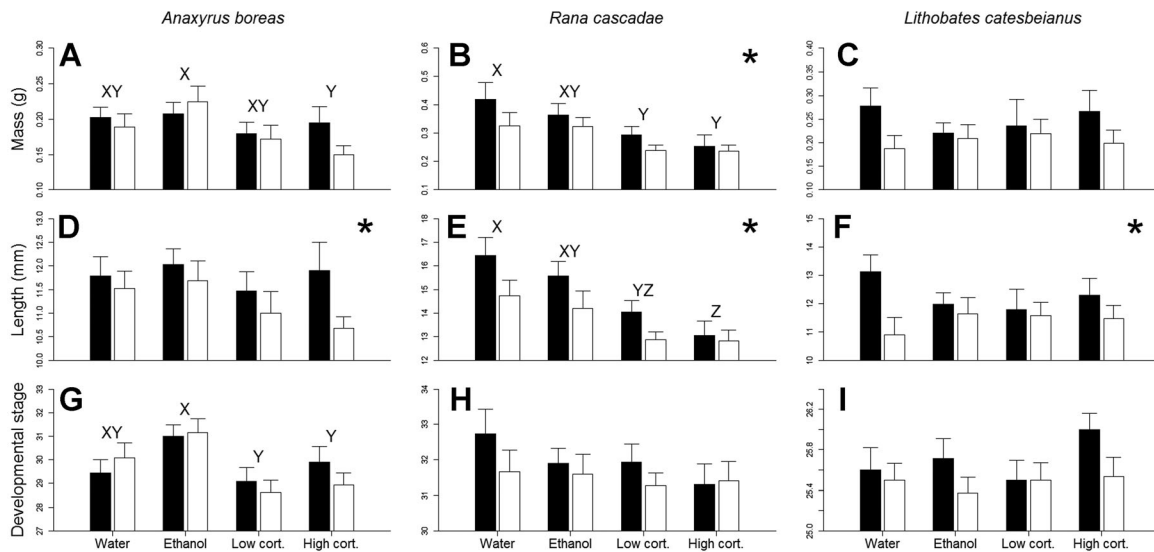 Anaxyrus boreas Rana cascadae Lithobates catesbeianus
Mass (g)
0.30 0.25 0.20 0.15 0.10
A
XY X XY Y
0.6 0.5 0.4 0.3 0.2 0.1
B *
X XY Y Y
0.40 0.35 0.30 0.25 0.20 0.15 0.10
C
Length (mm)
13.0 12.5 12.0 11.5 11.0 10.5 10.0
D *
18 17 16 15 14 13 12
E *
X XY YZ Z
15 14 13 12 11 10
F *
Developmental stage
33 32 31 30 29 28 27
G
XY X Y Y
34 33 32 31 30
H
26.2 25.8 25.4 25.0
I
Water Ethanol Low cort. High cort.
Water Ethanol Low cort. High cort.
Water Ethanol Low cort. High cort.